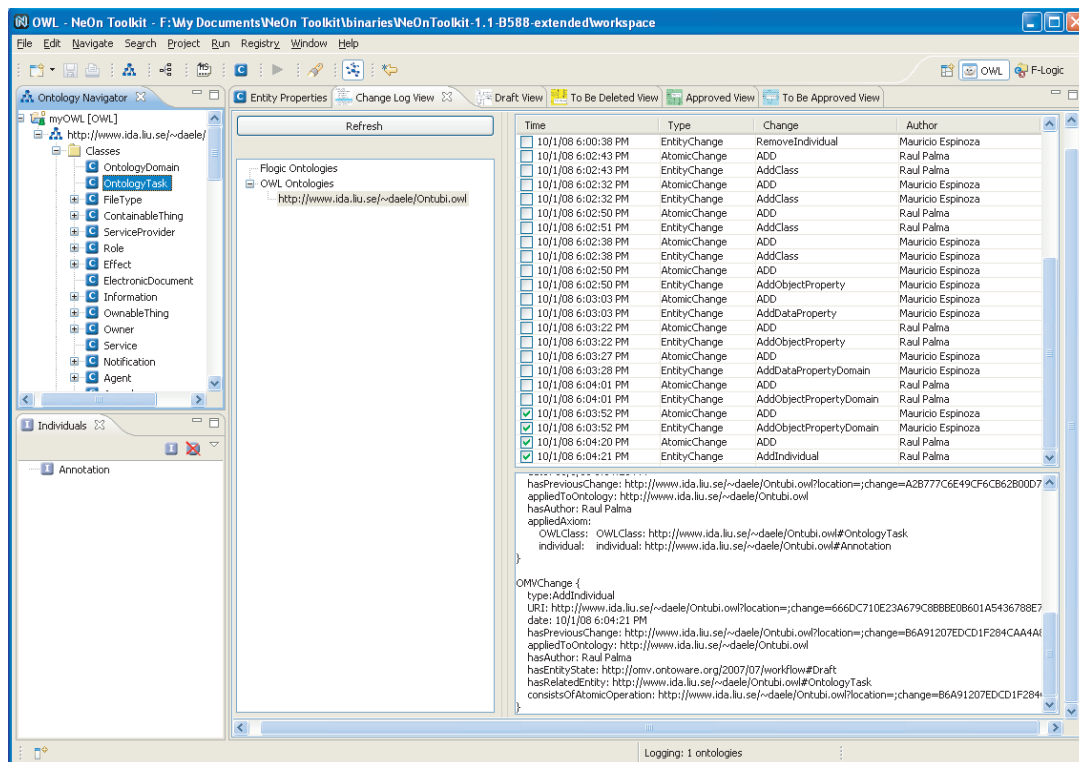 OWL - NeOn Toolkit - F:\My Documents\NeOn Toolkit\binaries\NeOnToolkit-1.1-B588-extended\workspace
File Edit Navigate Search Project Run Registry Window Help
OWL F-Logic
Ontology Navigator
myOWL [OWL]
http://www.ida.liu.se/~daele/
Classes
OntologyDomain
OntologyTask
FileType
ContainableThing
ServiceProvider
Role
Effect
ElectronicDocument
Information
OwnableThing
Owner
Service
Notification
Agent
Individuals
Annotation
Entity Properties Change Log View Draft View To Be Deleted View Approved View To Be Approved View
Refresh
Flogic Ontologies
OWL Ontologies
http://www.ida.liu.se/~daele/Ontubi.owl
Time Type Change Author
10/1/08 6:00:38 PM EntityChange RemoveIndividual Mauricio Espinoza
10/1/08 6:02:43 PM AtomicChange ADD Raul Palma
10/1/08 6:02:43 PM EntityChange AddClass Raul Palma
10/1/08 6:02:32 PM AtomicChange ADD Mauricio Espinoza
10/1/08 6:02:32 PM EntityChange AddClass Mauricio Espinoza
10/1/08 6:02:50 PM AtomicChange ADD Raul Palma
10/1/08 6:02:51 PM EntityChange AddClass Raul Palma
10/1/08 6:02:38 PM AtomicChange ADD Mauricio Espinoza
10/1/08 6:02:38 PM EntityChange AddClass Mauricio Espinoza
10/1/08 6:02:50 PM AtomicChange ADD Mauricio Espinoza
10/1/08 6:02:50 PM EntityChange AddObjectProperty Mauricio Espinoza
10/1/08 6:03:03 PM AtomicChange ADD Mauricio Espinoza
10/1/08 6:03:03 PM EntityChange AddDataProperty Mauricio Espinoza
10/1/08 6:03:22 PM AtomicChange ADD Raul Palma
10/1/08 6:03:22 PM EntityChange AddObjectProperty Raul Palma
10/1/08 6:03:27 PM AtomicChange ADD Mauricio Espinoza
10/1/08 6:03:28 PM EntityChange AddDataPropertyDomain Mauricio Espinoza
10/1/08 6:04:01 PM AtomicChange ADD Raul Palma
10/1/08 6:04:01 PM EntityChange AddObjectPropertyDomain Raul Palma
10/1/08 6:03:52 PM AtomicChange ADD Mauricio Espinoza
10/1/08 6:03:52 PM EntityChange AddObjectPropertyDomain Mauricio Espinoza
10/1/08 6:04:20 PM AtomicChange ADD Raul Palma
10/1/08 6:04:21 PM EntityChange AddIndividual Raul Palma
hasPreviousChange: http://www.ida.liu.se/~daele/Ontubi.owl?location=;change=A2B777C6E49CF6CB62B00D7
appliedToOntology: http://www.ida.liu.se/~daele/Ontubi.owl
hasAuthor: Raul Palma
appliedAxiom:
OWLClass: OWLClass: http://www.ida.liu.se/~daele/Ontubi.owl#OntologyTask
individual: individual: http://www.ida.liu.se/~daele/Ontubi.owl#Annotation
}
OMVChange {
type:AddIndividual
URI: http://www.ida.liu.se/~daele/Ontubi.owl?location=;change=666DC710E23A679C8BBBE0B601A5436788E7
date: 10/1/08 6:04:21 PM
hasPreviousChange: http://www.ida.liu.se/~daele/Ontubi.owl?location=;change=B6A91207EDCD1F284CAA4A8
appliedToOntology: http://www.ida.liu.se/~daele/Ontubi.owl
hasAuthor: Raul Palma
hasEntityState: http://omv.ontoware.org/2007/07/workflow#Draft
hasRelatedEntity: http://www.ida.liu.se/~daele/Ontubi.owl#OntologyTask
consistsOfAtomicOperation: http://www.ida.liu.se/~daele/Ontubi.owl?location=;change=B6A91207EDCD1F284
}
Logging: 1 ontologies